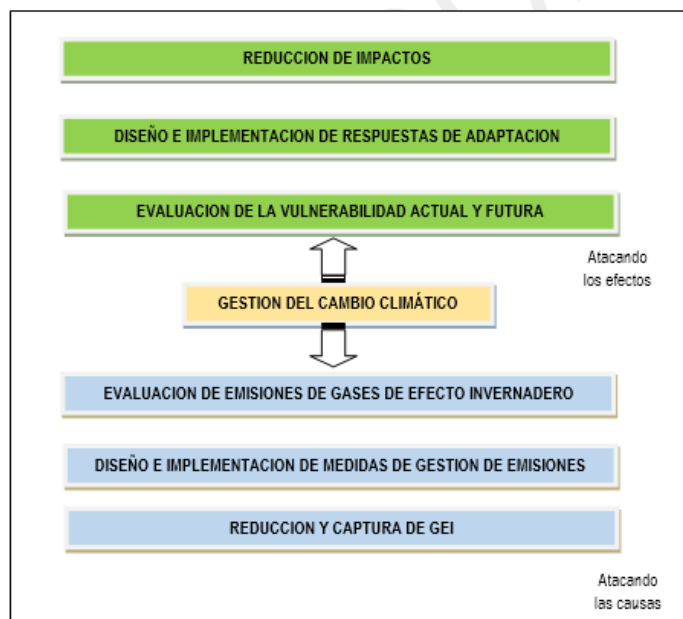 REDUCCION DE IMPACTOS
DISEÑO E IMPLEMENTACION DE RESPUESTAS DE ADAPTACION
EVALUACION DE LA VULNERABILIDAD ACTUAL Y FUTURA
Atacando
los efectos
GESTION DEL CAMBIO CLIMÁTICO
EVALUACION DE EMISIONES DE GASES DE EFECTO INVERNADERO
DISEÑO E IMPLEMENTACION DE MEDIDAS DE GESTION DE EMISIONES
REDUCCION Y CAPTURA DE GEI
Atacando
las causas